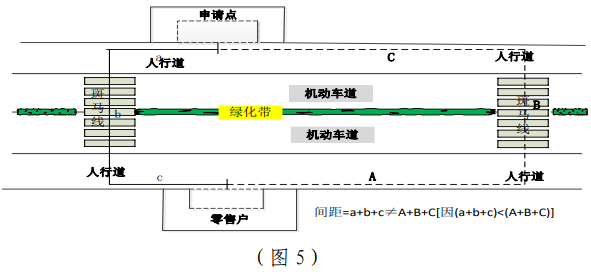 申请点
a
C
人行道
人行道
机动车道
斑
马
线
b
绿化带
斑
马
线
B
机动车道
人行道
c
A
人行道
零售户
间距=a+b+c≠A+B+C[因(a+b+c)<(A+B+C)]
（图 5）